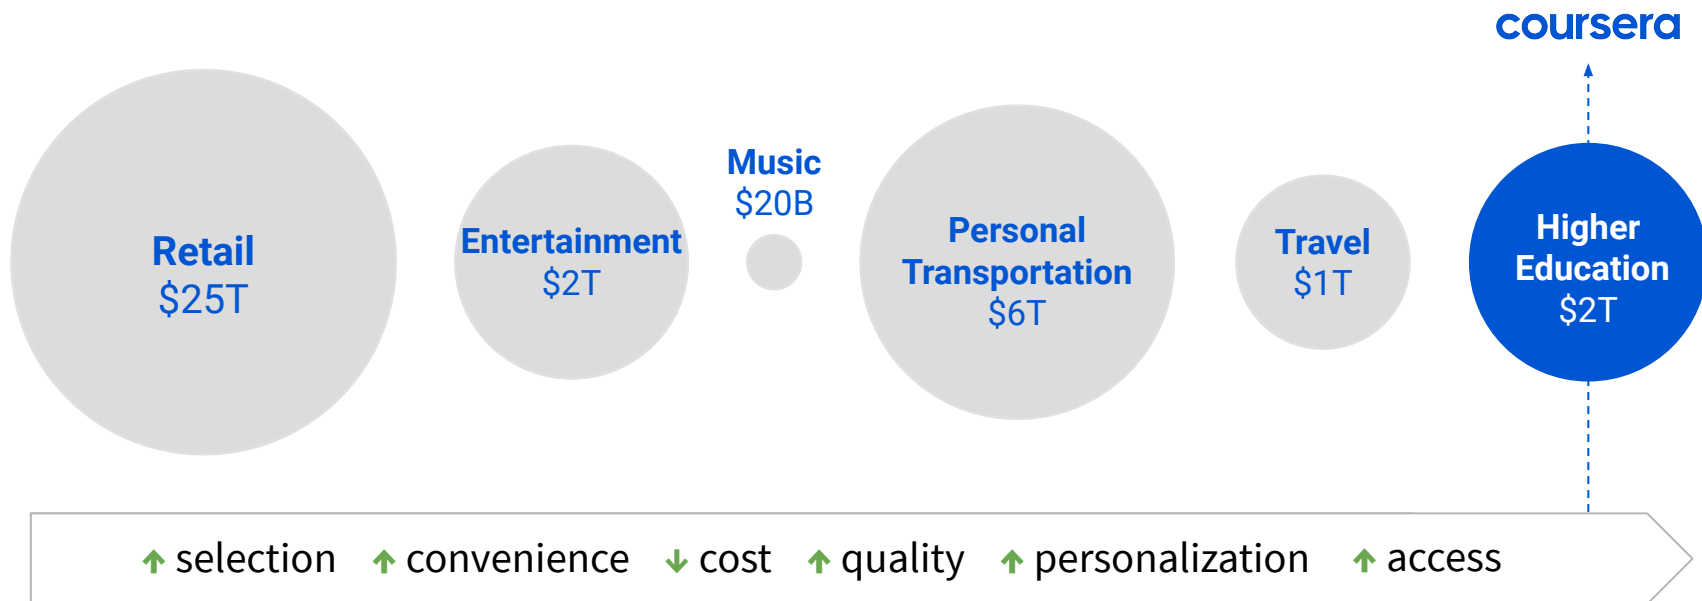 coursera
Retail
$25T
Entertainment
$2T
Music
$20B
Personal
Transportation
$6T
Travel
$1T
Higher
Education
$2T
selection convenience cost quality personalization access